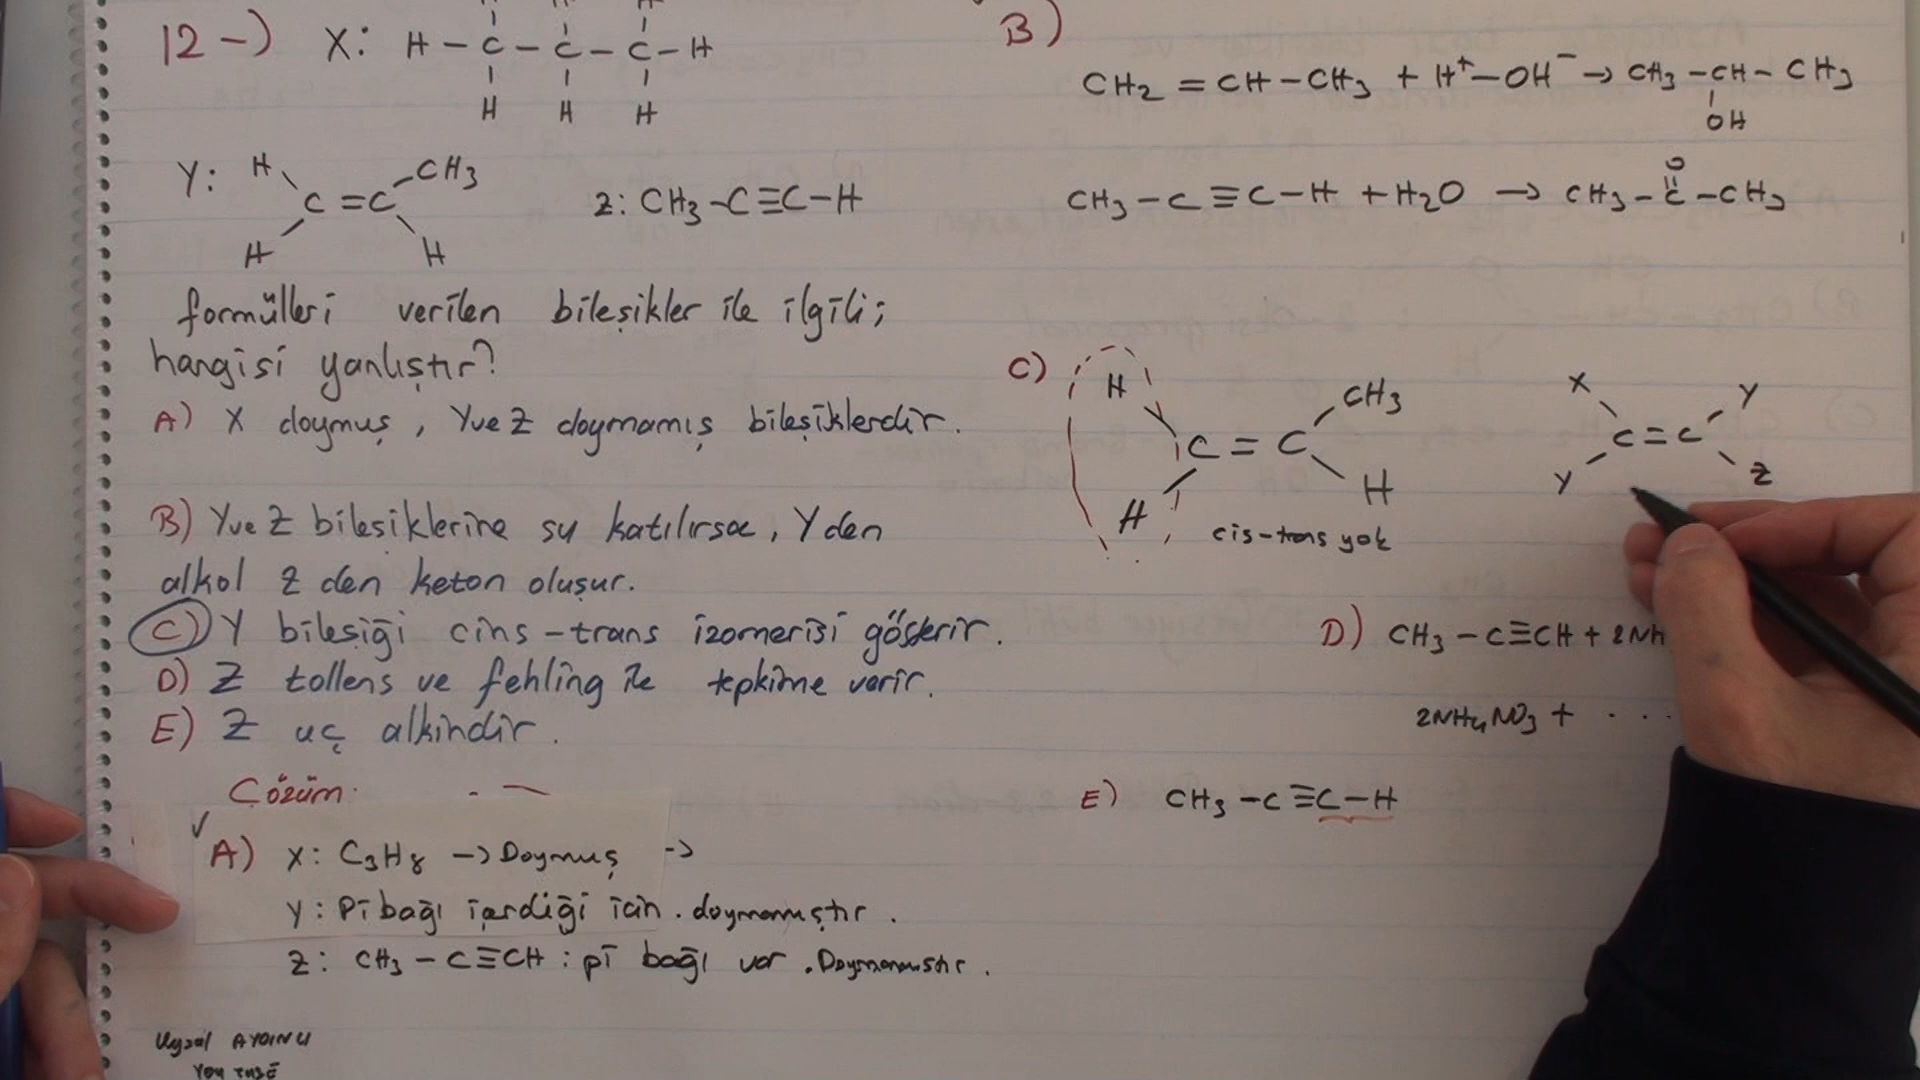 12-) X: H - C - C - C - H
H H H
Y: H CH3
C = C
H H
Z: CH3 - C ≡ C - H
formülleri verilen bileşikler ile ilgili;
hangisi yanlıştır?
A) X doymuş, Y ve Z doymamış bileşiklerdir.
B) Y ve Z bileşiklerine su katılırsa, Y den
alkol Z den keton oluşur.
C) Y bileşiği cins-trans izomerisi gösterir.
D) Z tollens ve fehling ile tepkime verir.
E) Z uç alkindir.
Çözüm
A) X: C3H8 → Doymuş →
Y: Pi bağı içerdiği için. doymamıştır.
Z: CH3 - C ≡ CH : pi bağı var. Doymamıştır.
B)
CH2 = CH - CH3 + H+ - OH- → CH3 - CH - CH3
OH
O
CH3 - C ≡ C - H + H2O → CH3 - C - CH3
C) H CH3
C = C
H H
cis-trans yok
X Y
C = C
Y Z
D) CH3 - C ≡ CH + 2NH
2NH4NO3 + ....
E) CH3 - C ≡ C - H
AYDINLI